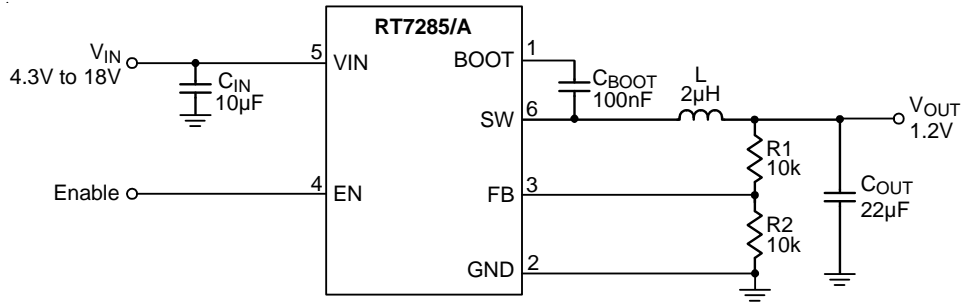 RT7285/A
VIN
4.3V to 18V
CIN
10µF
5
VIN
BOOT
1
CBOOT
100nF
L
2µH
SW
6
VOUT
1.2V
R1
10k
Enable
4
EN
FB
3
COUT
22µF
R2
10k
GND
2